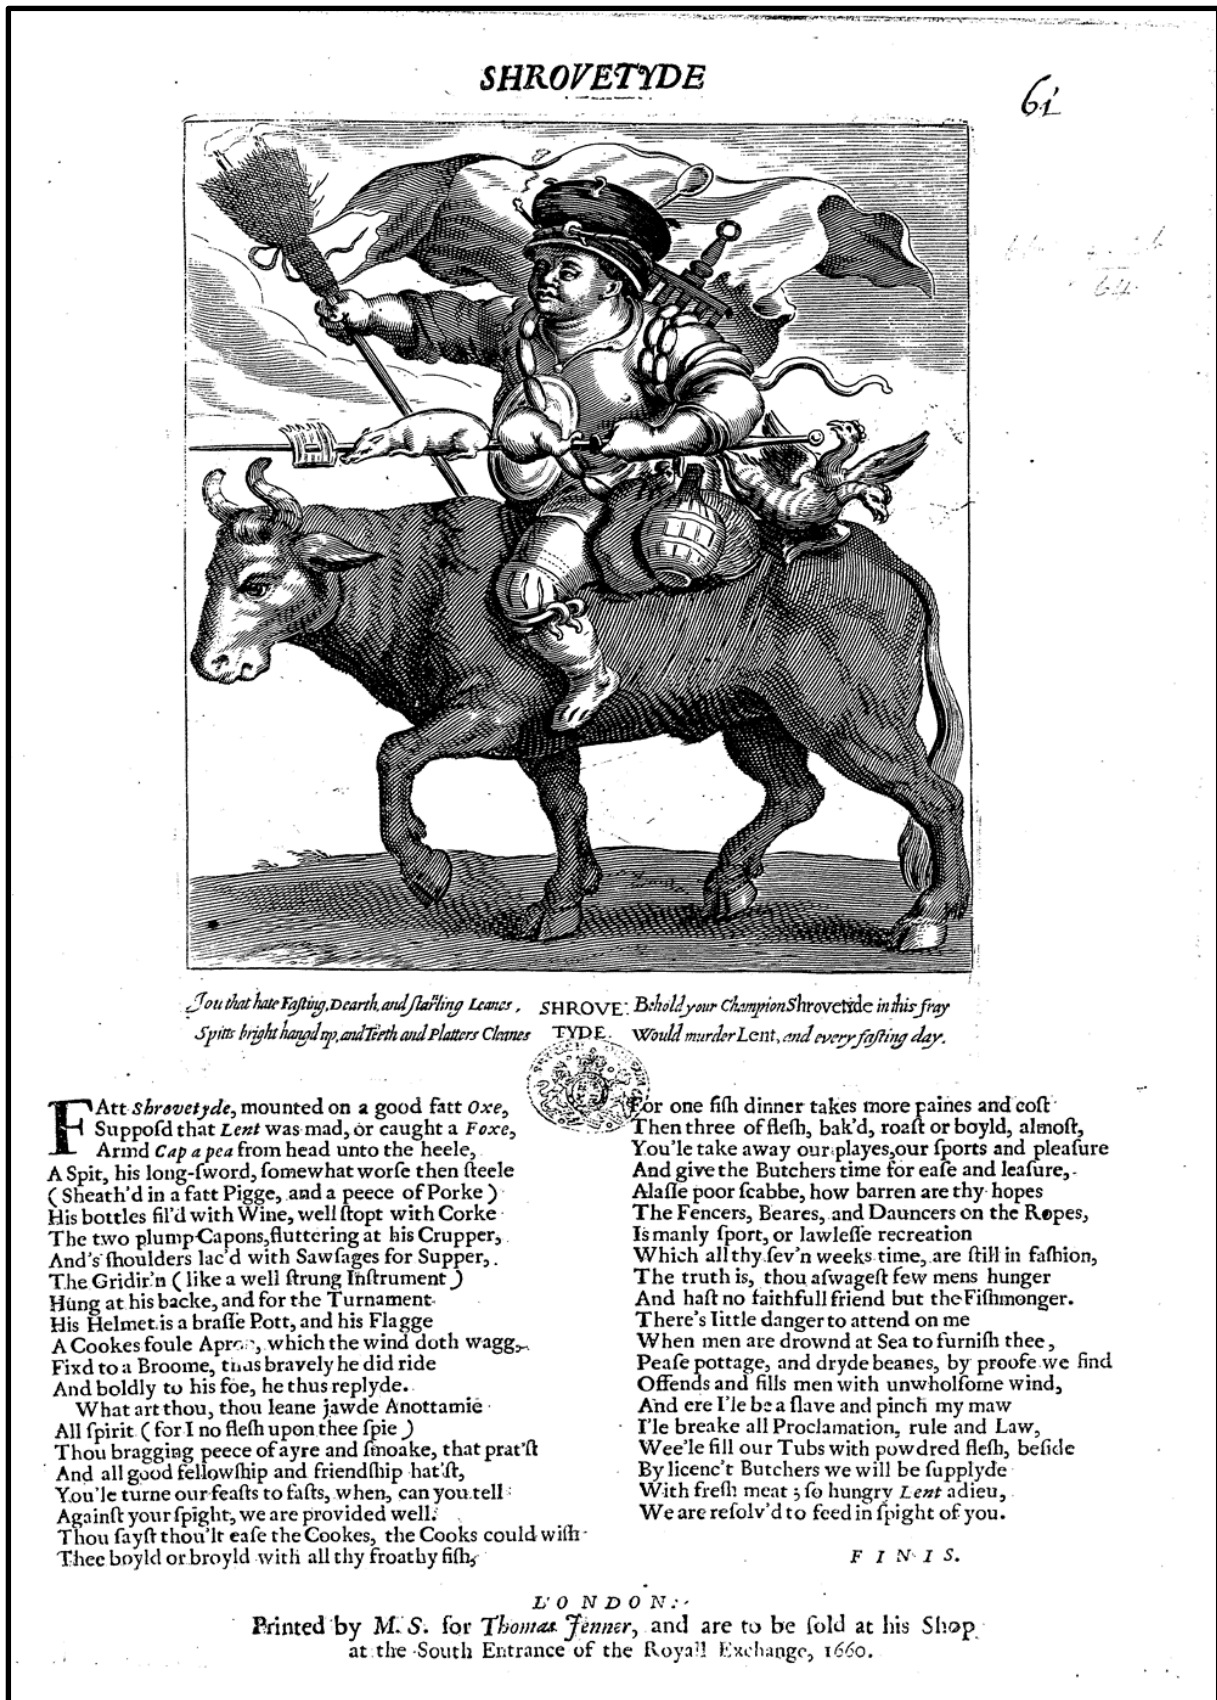 SHROVETYDE
61
You that hate Fasting, Dearth, and starling Leanes,
Spitts bright hangd up, and Teeth and Platters Cleanes
SHROVE:
TYDE.
Behold your Champion Shrovetide in this fray
Would murder Lent, and every fasting day.
FAtt Shrovetyde, mounted on a good fatt Oxe,
Suppoſd that Lent was mad, or caught a Foxe,
Armd Cap a pea from head unto the heele,
A Spit, his long-ſword, ſomewhat worſe then ſteele
(Sheath'd in a fatt Pigge, and a peece of Porke)
His bottles fil'd with Wine, well ſtopt with Corke
The two plump Capons, fluttering at his Crupper,
And's ſhoulders lac'd with Sawſages for Supper,
The Gridir'n (like a well ſtrung Inſtrument)
Hung at his backe, and for the Turnament
His Helmet is a braſſe Pott, and his Flagge
A Cookes foule Apron, which the wind doth wagg,
Fixd to a Broome, thus bravely he did ride
And boldly to his foe, he thus replyde.
What art thou, thou leane jawde Anottamie
All ſpirit (for I no fleſh upon thee ſpie)
Thou bragging peece of ayre and ſmoake, that prat'ſt
And all good fellowſhip and friendſhip hat'ſt,
You'le turne our feaſts to faſts, when, can you tell
Againſt your ſpight, we are provided well.
Thou ſayſt thou'lt eaſe the Cookes, the Cooks could wiſh
Thee boyld or broyld with all thy froathy fiſh,
For one fiſh dinner takes more paines and coſt
Then three of fleſh, bak'd, roaſt or boyld, almoſt,
You'le take away our playes, our ſports and pleaſure
And give the Butchers time for eaſe and leaſure,
Alaſſe poor ſcabbe, how barren are thy hopes
The Fencers, Beares, and Dauncers on the Ropes,
Is manly ſport, or lawleſſe recreation
Which all thy ſev'n weeks time, are ſtill in faſhion,
The truth is, thou aſwageſt few mens hunger
And haſt no faithfull friend but the Fiſhmonger.
There's little danger to attend on me
When men are drownd at Sea to furniſh thee,
Peaſe pottage, and dryde beanes, by proofe we find
Offends and fills men with unwholſome wind,
And ere I'le be a ſlave and pinch my maw
I'le breake all Proclamation, rule and Law,
Wee'le fill our Tubs with powdred fleſh, beſide
By licenc't Butchers we will be ſupplyde
With freſh meat; ſo hungry Lent adieu,
We are reſolv'd to feed in ſpight of you.
FINIS.
LONDON:
Printed by M. S. for Thomas Jenner, and are to be ſold at his Shop
at the South Entrance of the Royall Exchange, 1660.